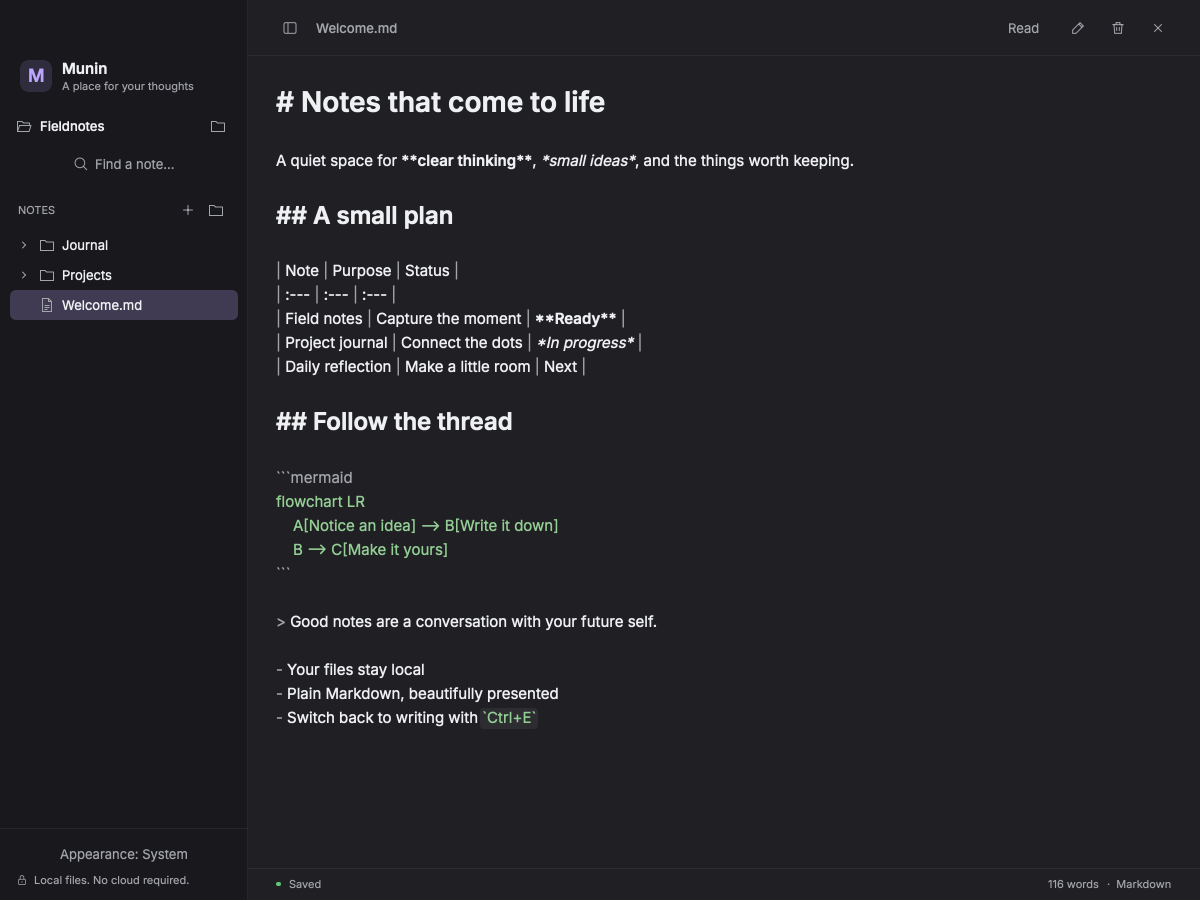 Welcome.md
Read
M
Munin
A place for your thoughts
Fieldnotes
Find a note...
NOTES
Journal
Projects
Welcome.md
Appearance: System
Local files. No cloud required.
# Notes that come to life
A quiet space for **clear thinking**, *small ideas*, and the things worth keeping.
## A small plan
| Note | Purpose | Status |
| :--- | :--- | :--- |
| Field notes | Capture the moment | **Ready** |
| Project journal | Connect the dots | *In progress* |
| Daily reflection | Make a little room | Next |
## Follow the thread
```mermaid
flowchart LR
    A[Notice an idea] --> B[Write it down]
    B --> C[Make it yours]
```
> Good notes are a conversation with your future self.
- Your files stay local
- Plain Markdown, beautifully presented
- Switch back to writing with `Ctrl+E`
Saved
116 words · Markdown